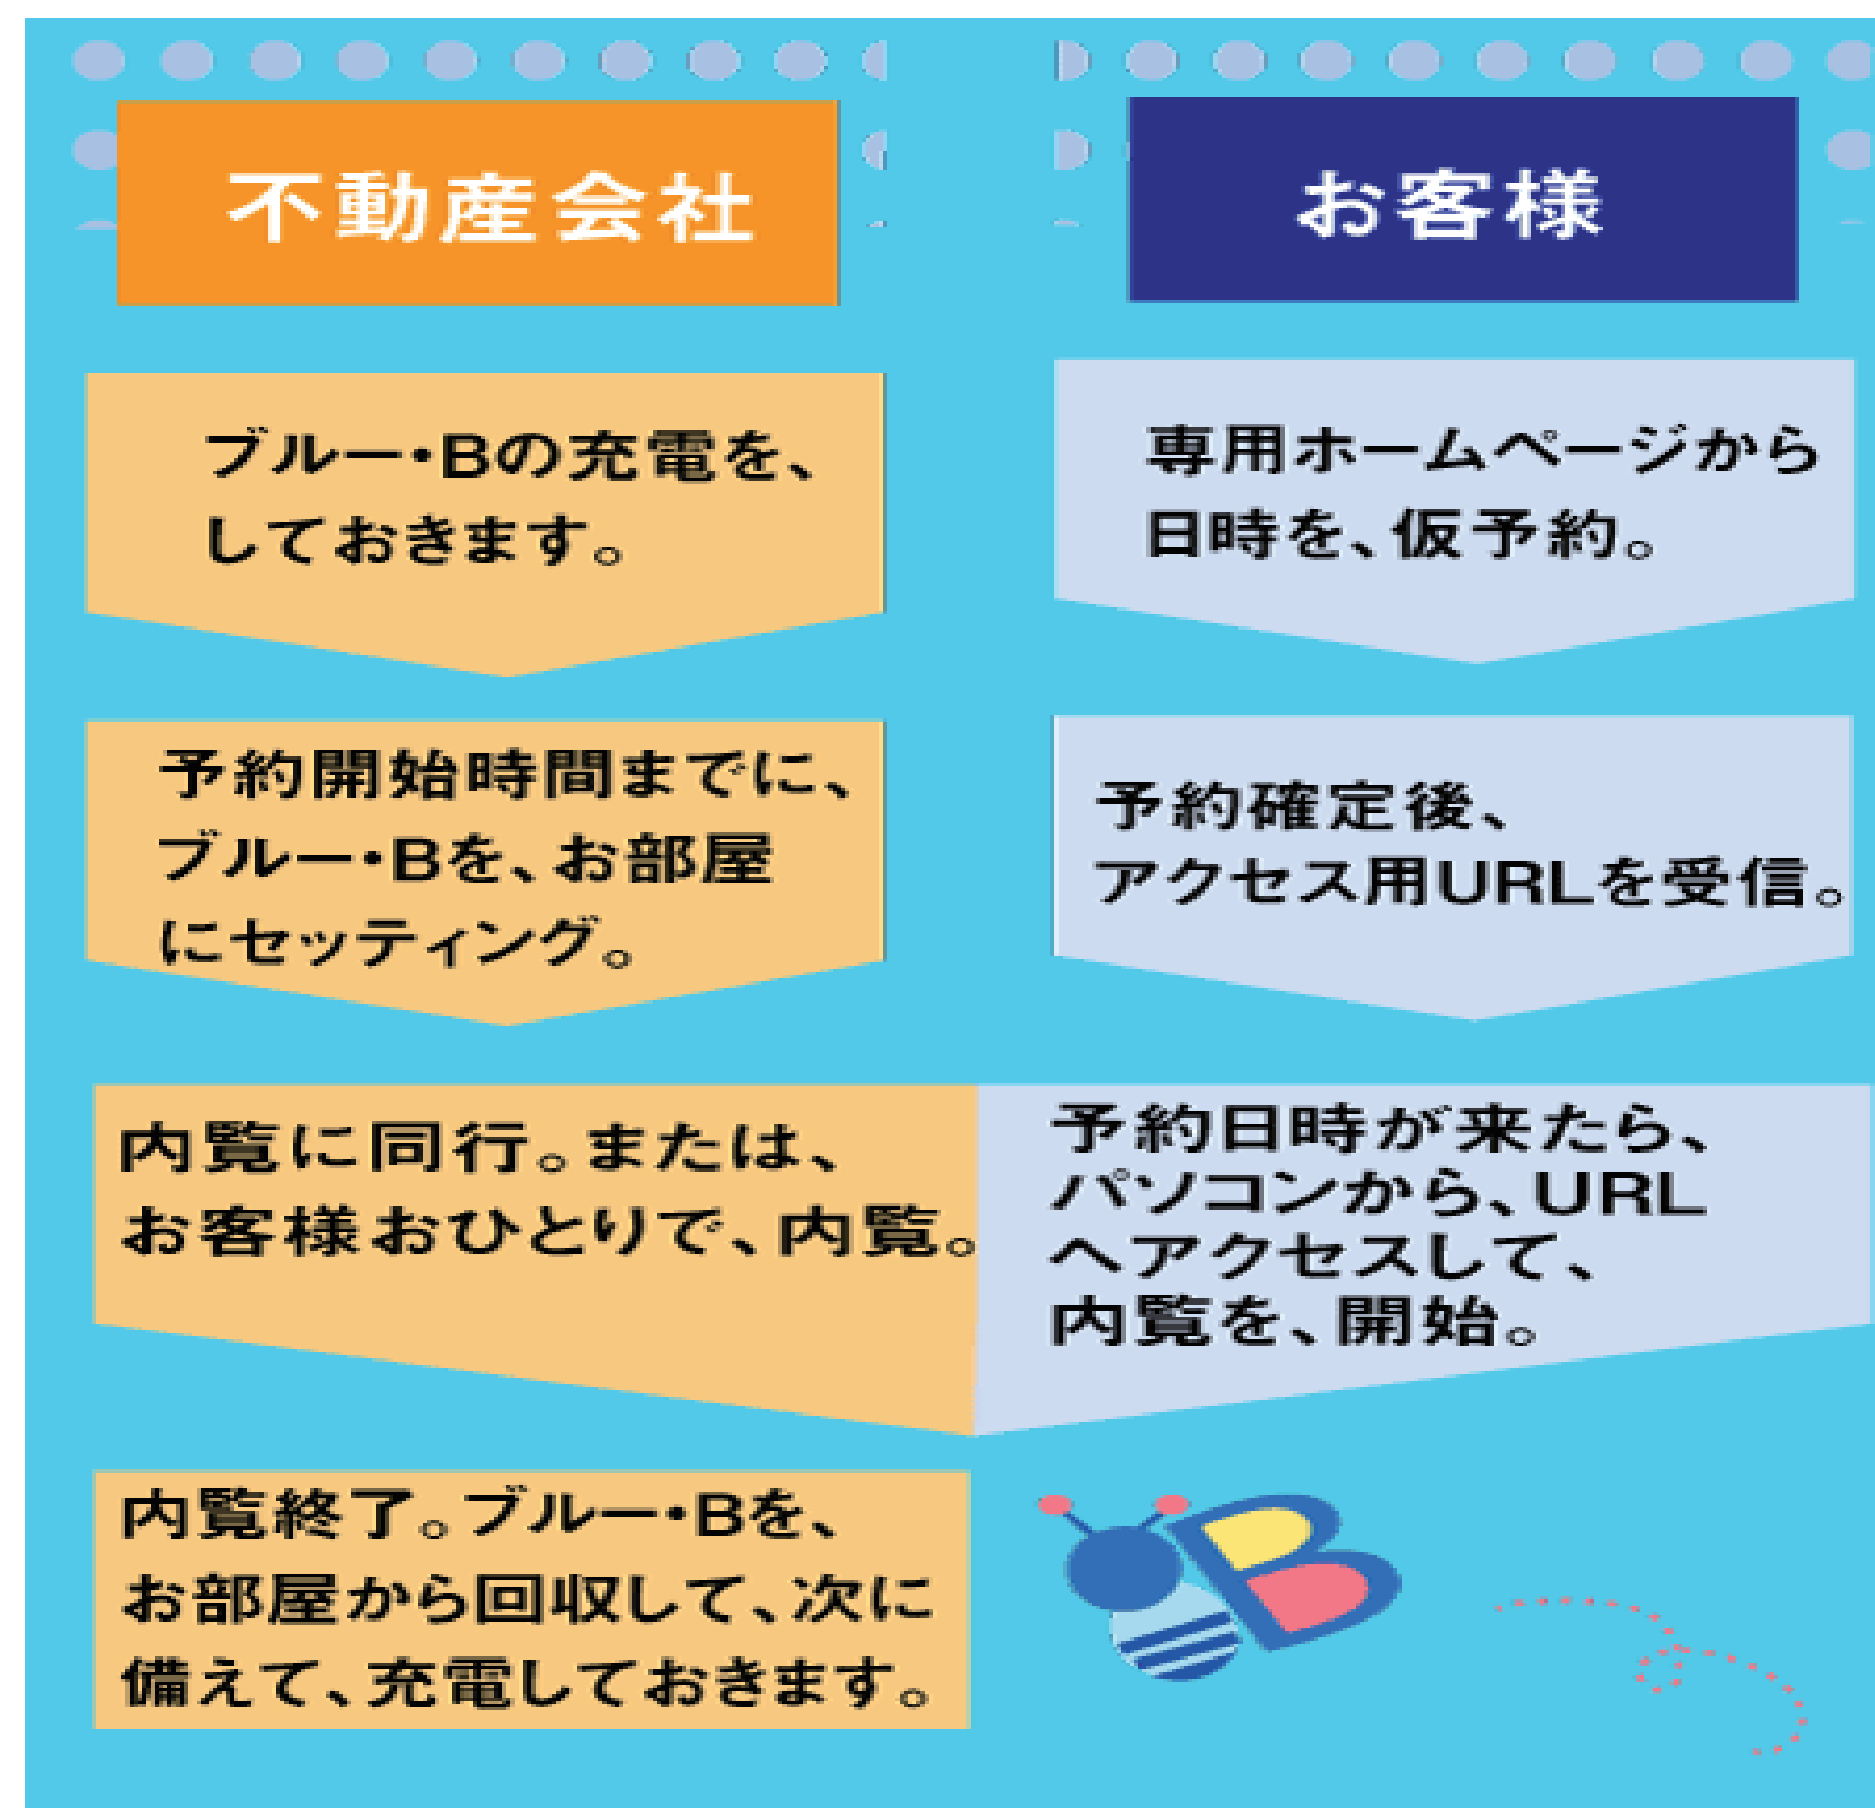 不動産会社
ブルー・Bの充電を、
しておきます。
予約開始時間までに、
ブルー・Bを、お部屋
にセッティング。
内覧に同行。または、
お客様おひとりで、内覧。
内覧終了。ブルー・Bを、
お部屋から回収して、次に
備えて、充電しておきます。
お客様
専用ホームページから
日時を、仮予約。
予約確定後、
アクセス用URLを受信。
予約日時が来たら、
パソコンから、URL
へアクセスして、
内覧を、開始。
B